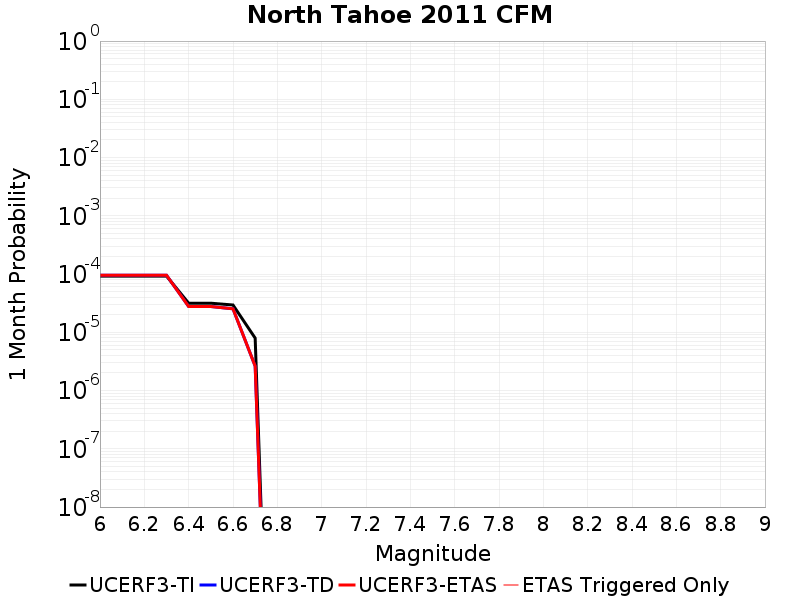 North Tahoe 2011 CFM
1 Month Probability
10^0
10^-1
10^-2
10^-3
10^-4
10^-5
10^-6
10^-7
10^-8
6 6.2 6.4 6.6 6.8 7 7.2 7.4 7.6 7.8 8 8.2 8.4 8.6 8.8 9
Magnitude
UCERF3-TI UCERF3-TD UCERF3-ETAS ETAS Triggered Only